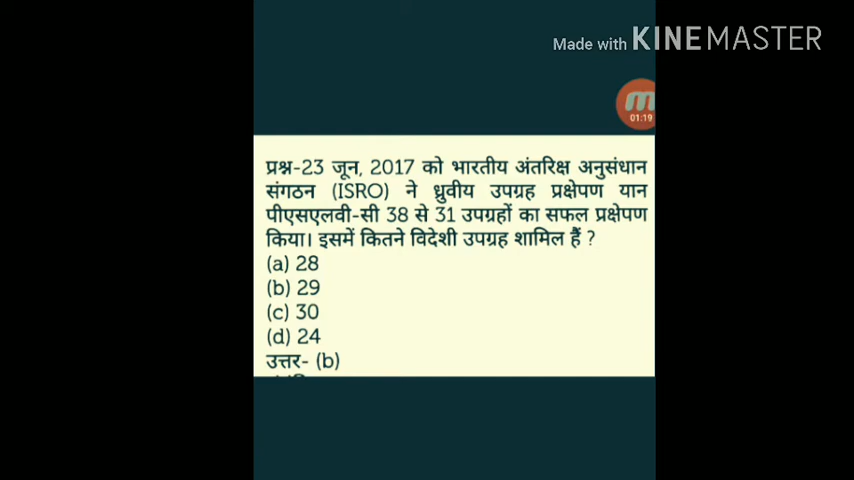 Made with KINEMASTER
01:19
प्रश्न-23 जून, 2017 को भारतीय अंतरिक्ष अनुसंधान
संगठन (ISRO) ने ध्रुवीय उपग्रह प्रक्षेपण यान
पीएसएलवी-सी 38 से 31 उपग्रहों का सफल प्रक्षेपण
किया। इसमें कितने विदेशी उपग्रह शामिल हैं ?
(a) 28
(b) 29
(c) 30
(d) 24
उत्तर- (b)